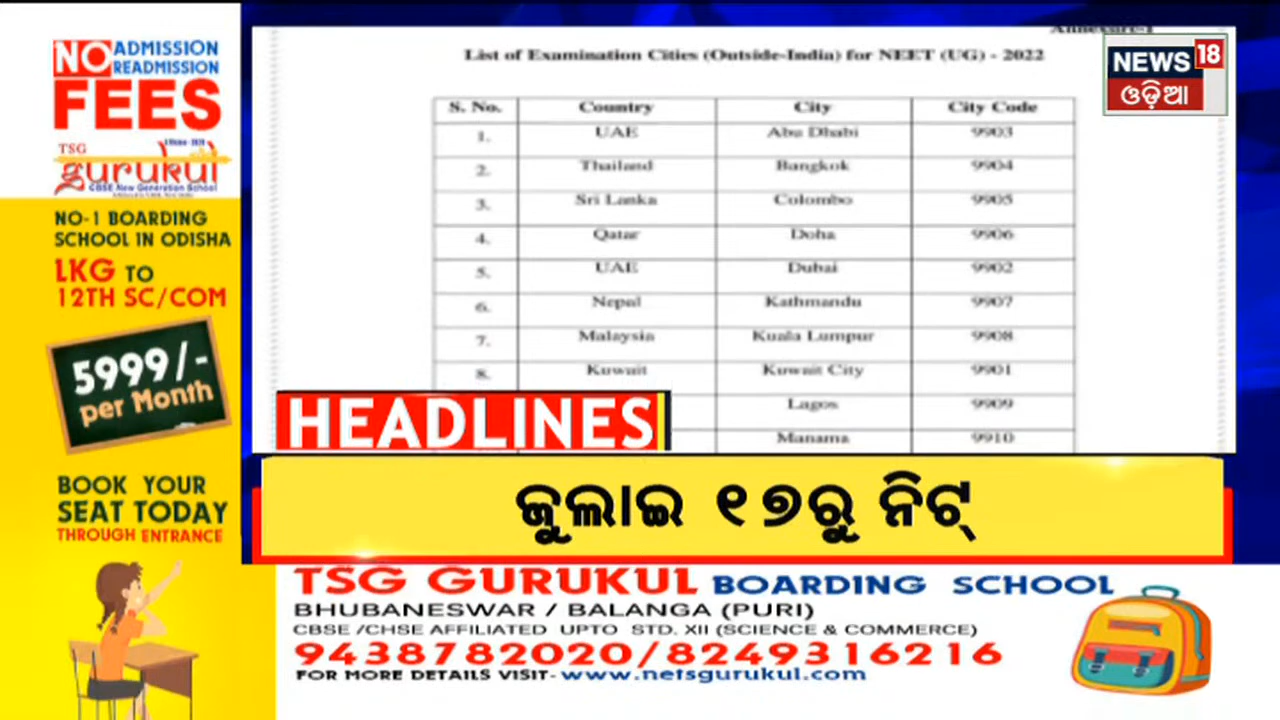 NO ADMISSION
READMISSION
FEES
TSG
gurukul
CBSE New Generation School
NO-1 BOARDING
SCHOOL IN ODISHA
LKG TO
12TH SC/COM
5999/-
per Month
BOOK YOUR
SEAT TODAY
THROUGH ENTRANCE
Annexure-I
List of Examination Cities (Outside-India) for NEET (UG) - 2022
NEWS 18
ଓଡ଼ିଆ
S. No. Country City City Code
1. UAE Abu Dhabi 9903
2. Thailand Bangkok 9904
3. Sri Lanka Colombo 9905
4. Qatar Doha 9906
5. UAE Dubai 9902
6. Nepal Kathmandu 9907
7. Malaysia Kuala Lumpur 9908
8. Kuwait Kuwait City 9901
Lagos 9909
Manama 9910
HEADLINES
ଜୁଲାଇ ୧୭ରୁ ନିଟ୍
TSG GURUKUL BOARDING SCHOOL
BHUBANESWAR / BALANGA (PURI)
CBSE /CHSE AFFILIATED UPTO STD. XII (SCIENCE & COMMERCE)
9438782020/8249316216
FOR MORE DETAILS VISIT- www.netsgurukul.com